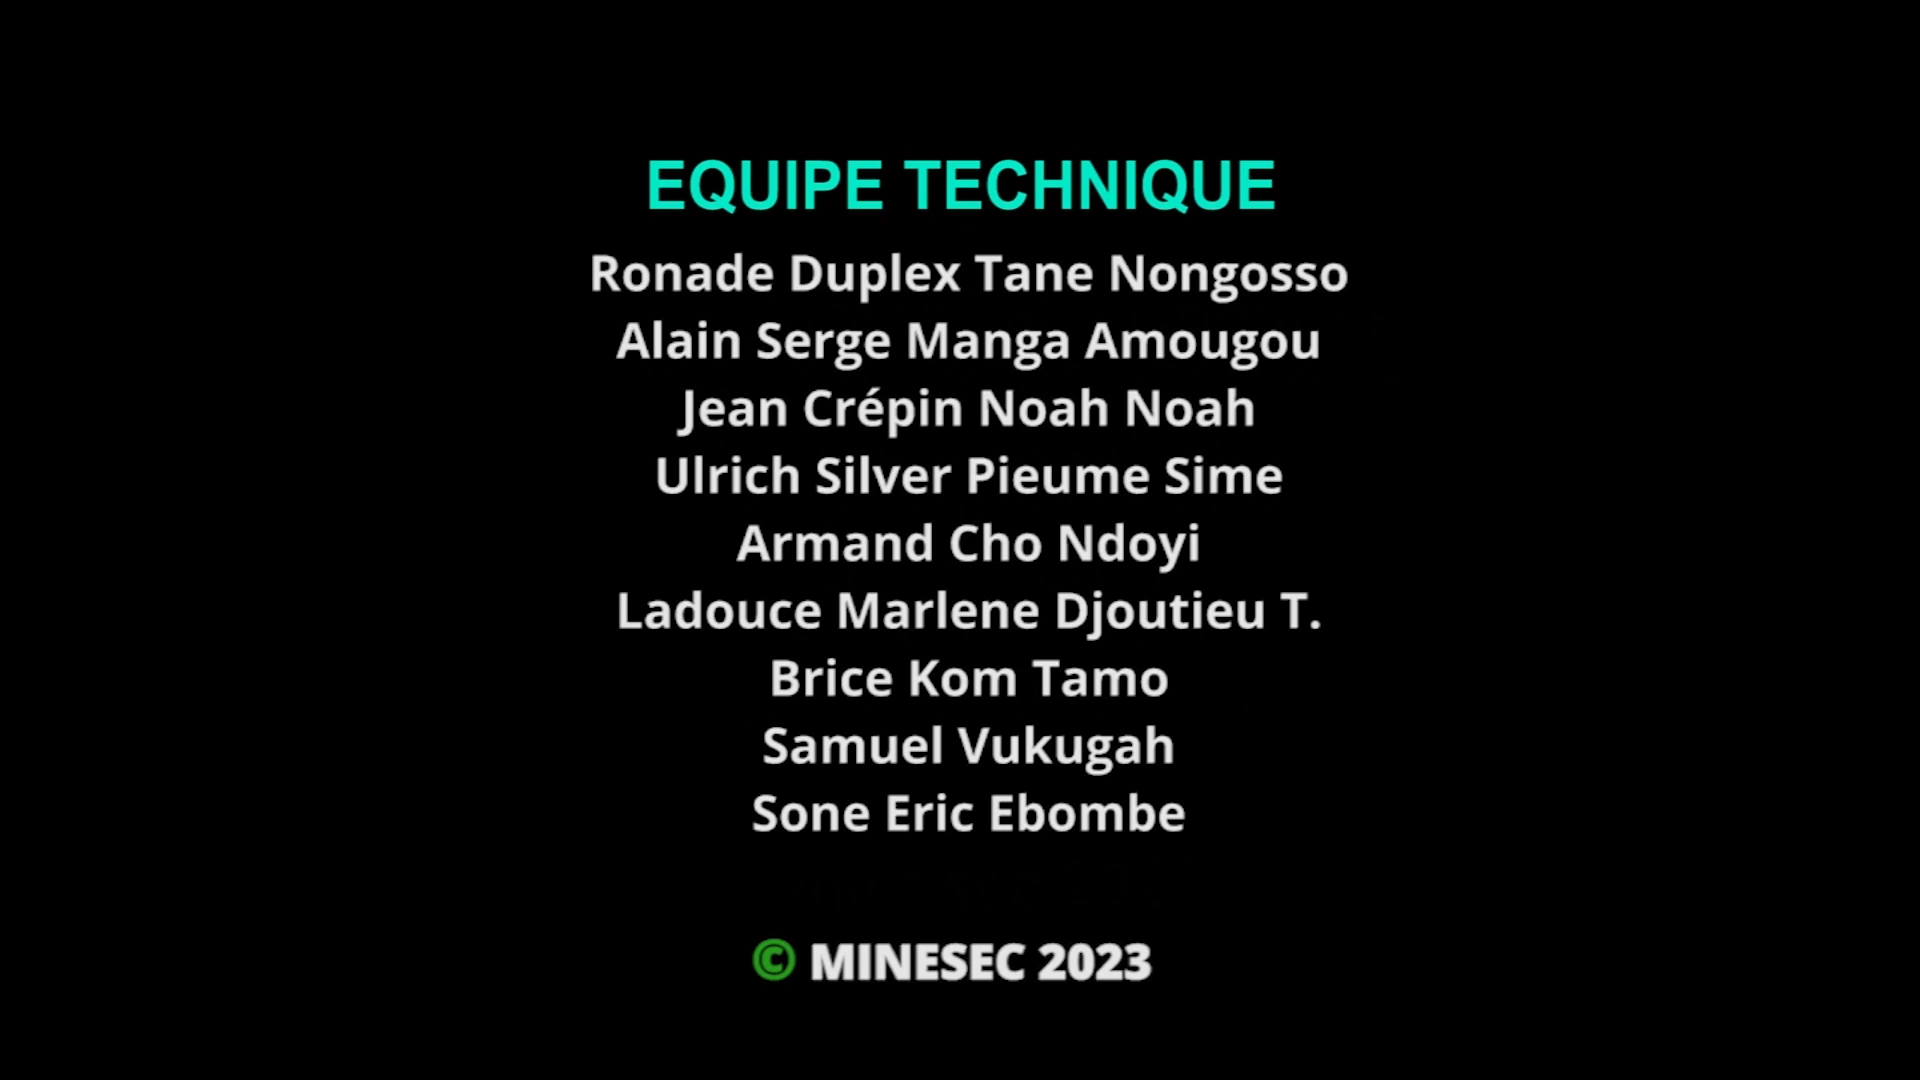 EQUIPE TECHNIQUE
Ronade Duplex Tane Nongosso
Alain Serge Manga Amougou
Jean Crépin Noah Noah
Ulrich Silver Pieume Sime
Armand Cho Ndoyi
Ladouce Marlene Djoutieu T.
Brice Kom Tamo
Samuel Vukugah
Sone Eric Ebombe
© MINESEC 2023